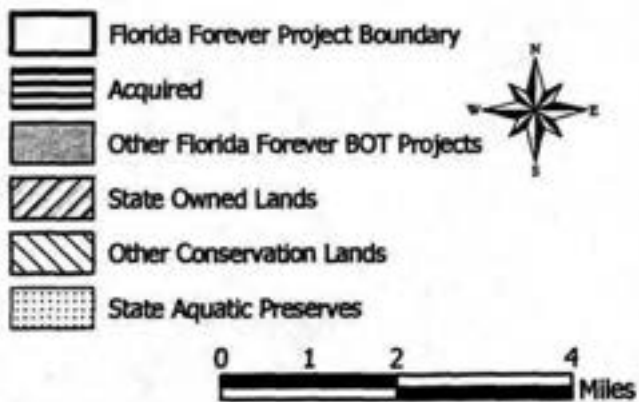 Florida Forever Project Boundary
Acquired
Other Florida Forever BOT Projects
State Owned Lands
Other Conservation Lands
State Aquatic Preserves
N
W E
S
0 1 2 4
Miles